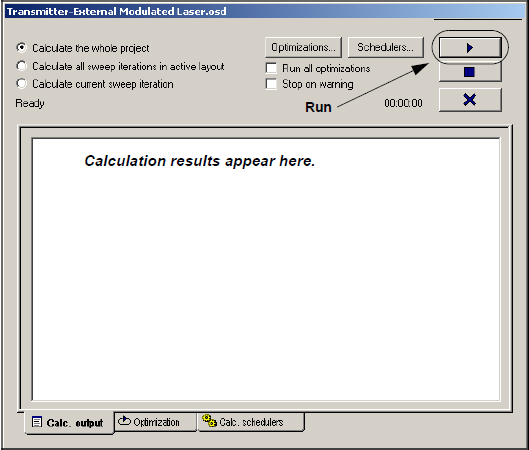 Transmitter-External Modulated Laser.osd
Calculate the whole project
Optimizations... Schedulers...
Calculate all sweep iterations in active layout
Run all optimizations
Calculate current sweep iteration
Stop on warning
Ready
Run
00:00:00
Calculation results appear here.
Calc. output Optimization Calc. schedulers